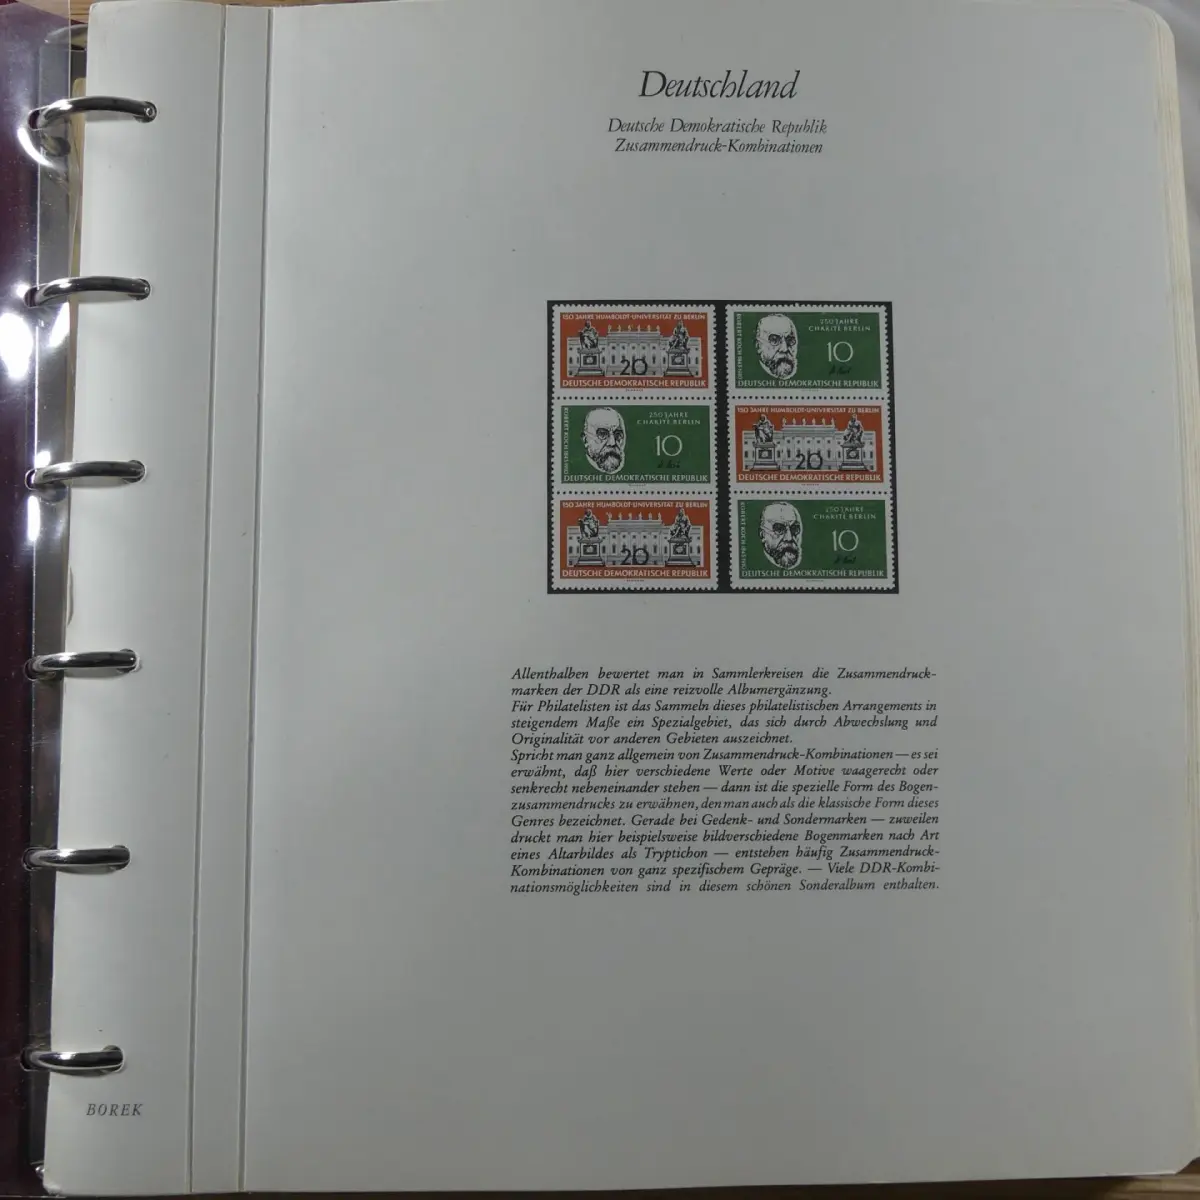 Deutschland
Deutsche Demokratische Republik
Zusammendruck-Kombinationen
150 JAHRE HUMBOLDT-UNIVERSITÄT ZU BERLIN
20
DEUTSCHE DEMOKRATISCHE REPUBLIK
ROBERT KOCH
250 JAHRE
CHARITÉ BERLIN
10
DEUTSCHE DEMOKRATISCHE REPUBLIK
150 JAHRE HUMBOLDT-UNIVERSITÄT ZU BERLIN
20
DEUTSCHE DEMOKRATISCHE REPUBLIK
ROBERT KOCH
250 JAHRE
CHARITÉ BERLIN
10
DEUTSCHE DEMOKRATISCHE REPUBLIK
150 JAHRE HUMBOLDT-UNIVERSITÄT ZU BERLIN
20
DEUTSCHE DEMOKRATISCHE REPUBLIK
ROBERT KOCH
250 JAHRE
CHARITÉ BERLIN
10
DEUTSCHE DEMOKRATISCHE REPUBLIK
Allenthalben bewertet man in Sammlerkreisen die Zusammendruck-
marken der DDR als eine reizvolle Albumergänzung.
Für Philatelisten ist das Sammeln dieses philatelistischen Arrangements in
steigendem Maße ein Spezialgebiet, das sich durch Abwechslung und
Originalität vor anderen Gebieten auszeichnet.
Spricht man ganz allgemein von Zusammendruck-Kombinationen — es sei
erwähnt, daß hier verschiedene Werte oder Motive waagerecht oder
senkrecht nebeneinander stehen — dann ist die spezielle Form des Bogen-
zusammendrucks zu erwähnen, den man auch als die klassische Form dieses
Genres bezeichnet. Gerade bei Gedenk- und Sondermarken — zuweilen
druckt man hier beispielsweise bildverschiedene Bogenmarken nach Art
eines Altarbildes als Tryptichon — entstehen häufig Zusammendruck-
Kombinationen von ganz spezifischem Gepräge. — Viele DDR-Kombi-
nationsmöglichkeiten sind in diesem schönen Sonderalbum enthalten.
BOREK